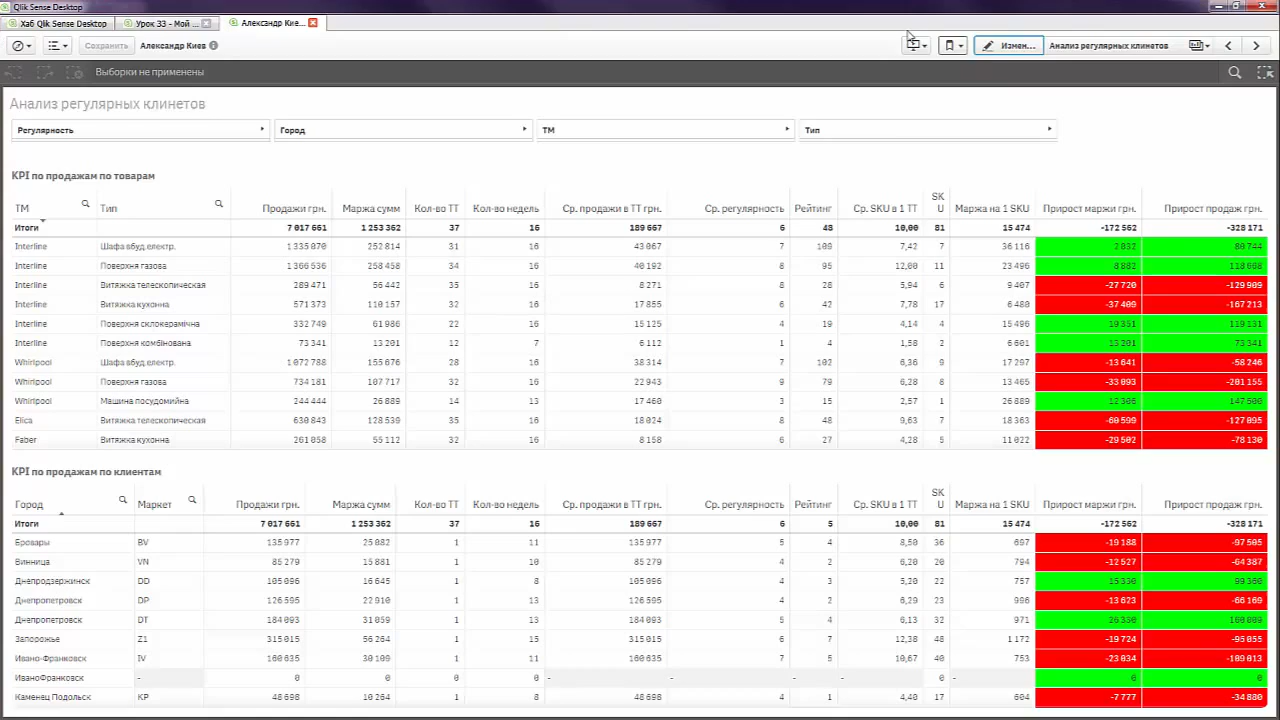 Qlik Sense Desktop
Хаб Qlik Sense Desktop Урок 33 - Мой ... Александр Кие...
Сохранить Александр Киев Измен... Анализ регулярных клинетов
Выборки не применены
Анализ регулярных клинетов
Регулярность Город ТМ Тип
KPI по продажам по товарам
ТМ Тип Продажи грн. Маржа сумм Кол-во ТТ Кол-во недель Ср. продажи в ТТ грн. Ср. регулярность Рейтинг Ср. SKU в 1 ТТ SKU Маржа на 1 SKU Прирост маржи грн. Прирост продаж грн.
Итоги 7 017 661 1 253 362 37 16 189 667 6 48 10,00 81 15 474 -172 562 -328 171
Interline Шафа вбуд.електр. 1 335 070 252 814 31 16 43 067 7 109 7,42 7 36 116 2 832 80 744
Interline Поверхня газова 1 366 536 258 458 34 16 40 192 8 95 12,00 11 23 496 8 882 118 668
Interline Витяжка телескопическая 289 471 56 442 35 16 8 271 8 28 5,94 6 9 407 -27 720 -129 909
Interline Витяжка кухонна 571 373 110 157 32 16 17 855 6 42 7,78 17 6 480 -37 409 -167 213
Interline Поверхня склокерамічна 332 749 61 986 22 16 15 125 4 19 4,14 4 15 496 19 351 119 131
Interline Поверхня комбінована 73 341 13 201 12 7 6 112 1 4 1,58 2 6 601 13 201 73 341
Whirlpool Шафа вбуд.електр. 1 072 788 155 676 28 16 38 314 7 102 6,36 9 17 297 -13 641 -58 246
Whirlpool Поверхня газова 734 181 107 717 32 16 22 943 9 79 6,28 8 13 465 -33 093 -201 155
Whirlpool Машина посудомийна 244 444 26 889 14 13 17 460 3 15 2,57 1 26 889 12 306 147 500
Elica Витяжка телескопическая 630 843 128 539 35 16 18 024 8 48 9,63 7 18 363 -60 599 -127 095
Faber Витяжка кухонна 261 058 55 112 32 16 8 158 6 27 4,28 5 11 022 -29 502 -78 130
KPI по продажам по клиентам
Город Маркет Продажи грн. Маржа сумм Кол-во ТТ Кол-во недель Ср. продажи в ТТ грн. Ср. регулярность Рейтинг Ср. SKU в 1 ТТ SKU Маржа на 1 SKU Прирост маржи грн. Прирост продаж грн.
Итоги 7 017 661 1 253 362 37 16 189 667 6 5 10,00 81 15 474 -172 562 -328 171
Бровары BV 135 977 25 082 1 11 135 977 5 4 8,50 36 697 -19 188 -97 505
Винница VN 85 279 15 881 1 10 85 279 4 2 6,20 20 794 -12 527 -64 387
Днепродзержинск DD 105 096 16 645 1 8 105 096 4 3 5,20 22 757 15 330 99 360
Днепропетровск DP 126 595 22 910 1 13 126 595 4 2 6,29 23 996 -13 623 -66 169
Днепропетровск DT 184 093 31 059 1 13 184 093 5 4 6,13 32 971 26 330 160 009
Запорожье Z1 315 015 56 264 1 15 315 015 6 7 12,38 48 1 172 -19 724 -95 055
Ивано-Франковск IV 160 635 30 109 1 11 160 635 7 5 10,67 40 753 -23 034 -109 013
ИваноФранковск - 0 0 0 0 - - - - 0 - 0 0
Каменец Подольск KP 48 698 10 264 1 8 48 698 4 1 4,40 17 604 -7 777 -34 880